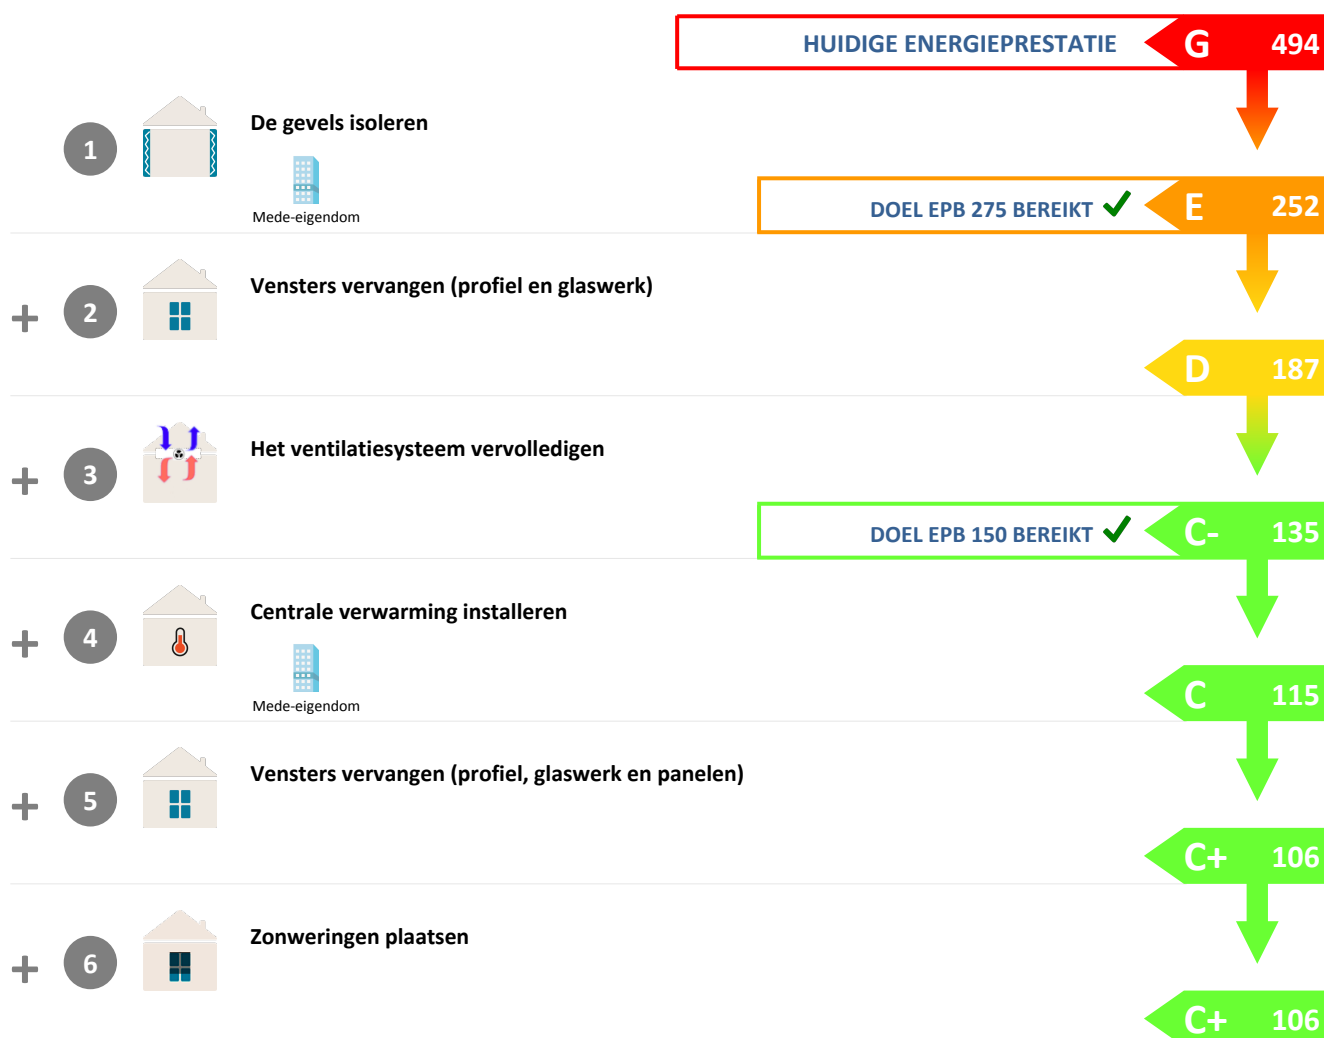 HUIDIGE ENERGIEPRESTATIE G 494
1 De gevels isoleren
Mede-eigendom
DOEL EPB 275 BEREIKT ✔ E 252
+ 2 Vensters vervangen (profiel en glaswerk)
D 187
+ 3 Het ventilatiesysteem vervolledigen
DOEL EPB 150 BEREIKT ✔ C- 135
+ 4 Centrale verwarming installeren
Mede-eigendom
C 115
+ 5 Vensters vervangen (profiel, glaswerk en panelen)
C+ 106
+ 6 Zonweringen plaatsen
C+ 106